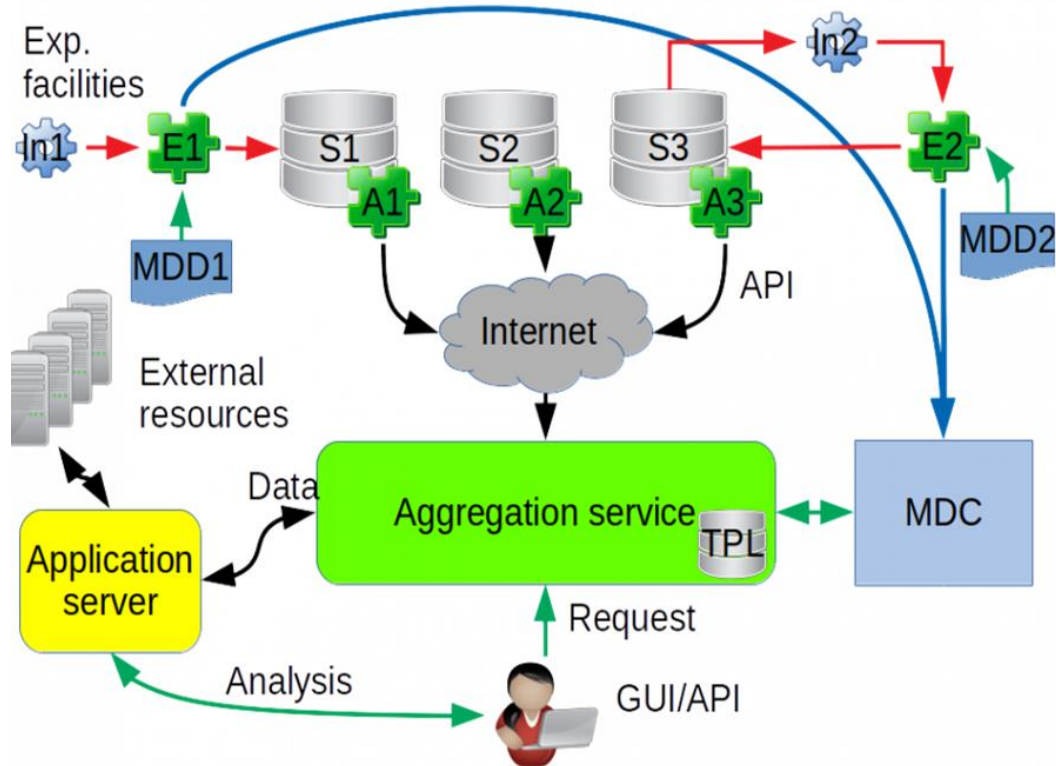 Exp.
facilities
In1
E1
S1
S2
S3
In2
E2
A1
A2
A3
MDD1
MDD2
API
Internet
External
resources
Data
Aggregation service
TPL
MDC
Application
server
Request
Analysis
GUI/API